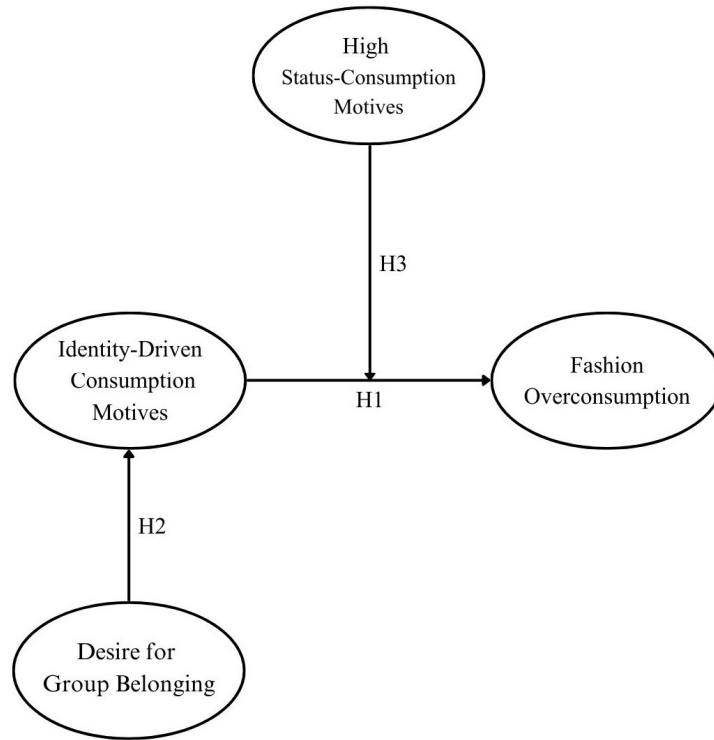 High
Status-Consumption
Motives
H3
Identity-Driven
Consumption
Motives
H1
Fashion
Overconsumption
H2
Desire for
Group Belonging